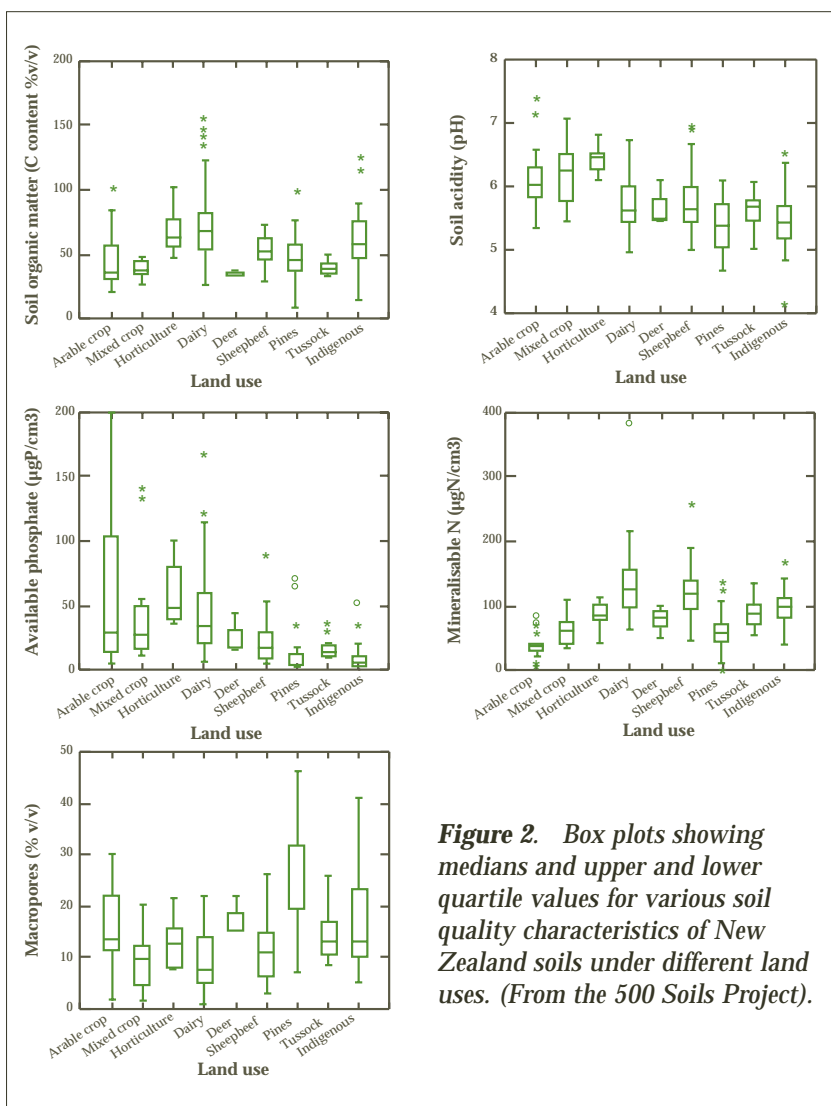 Soil organic matter (C content %v/v)
200
150
100
50
0
Arable crop
Mixed crop
Horticulture
Dairy
Deer
Sheepbeef
Pines
Tussock
Indigenous
Land use
Soil acidity (pH)
8
7
6
5
4
Arable crop
Mixed crop
Horticulture
Dairy
Deer
Sheepbeef
Pines
Tussock
Indigenous
Land use
Available phosphate (µgP/cm3)
200
150
100
50
0
Arable crop
Mixed crop
Horticulture
Dairy
Deer
Sheepbeef
Pines
Tussock
Indigenous
Land use
Mineralisable N (µgN/cm3)
400
300
200
100
0
Arable crop
Mixed crop
Horticulture
Dairy
Deer
Sheepbeef
Pines
Tussock
Indigenous
Land use
Macropores (% v/v)
50
40
30
20
10
0
Arable crop
Mixed crop
Horticulture
Dairy
Deer
Sheepbeef
Pines
Tussock
Indigenous
Land use
Figure 2. Box plots showing
medians and upper and lower
quartile values for various soil
quality characteristics of New
Zealand soils under different land
uses. (From the 500 Soils Project).